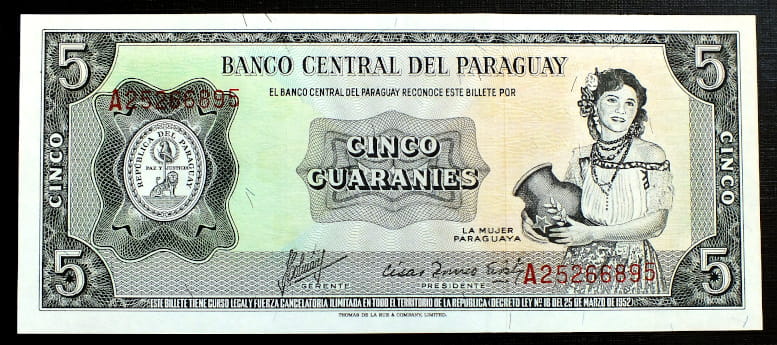 5
5
BANCO CENTRAL DEL PARAGUAY
A25266895
EL BANCO CENTRAL DEL PARAGUAY RECONOCE ESTE BILLETE POR
CINCO
REPÚBLICA DEL PARAGUAY
PAZ Y JUSTICIA
CINCO
GUARANIES
CINCO
LA MUJER
PARAGUAYA
5
A25266895
5
GERENTE
PRESIDENTE
ESTE BILLETE TIENE CURSO LEGAL Y FUERZA CANCELATORIA ILIMITADA EN TODO EL TERRITORIO DE LA REPUBLICA (DECRETO LEY Nº 18 DEL 25 DE MARZO DE 1952)
THOMAS DE LA RUE & COMPANY, LIMITED.